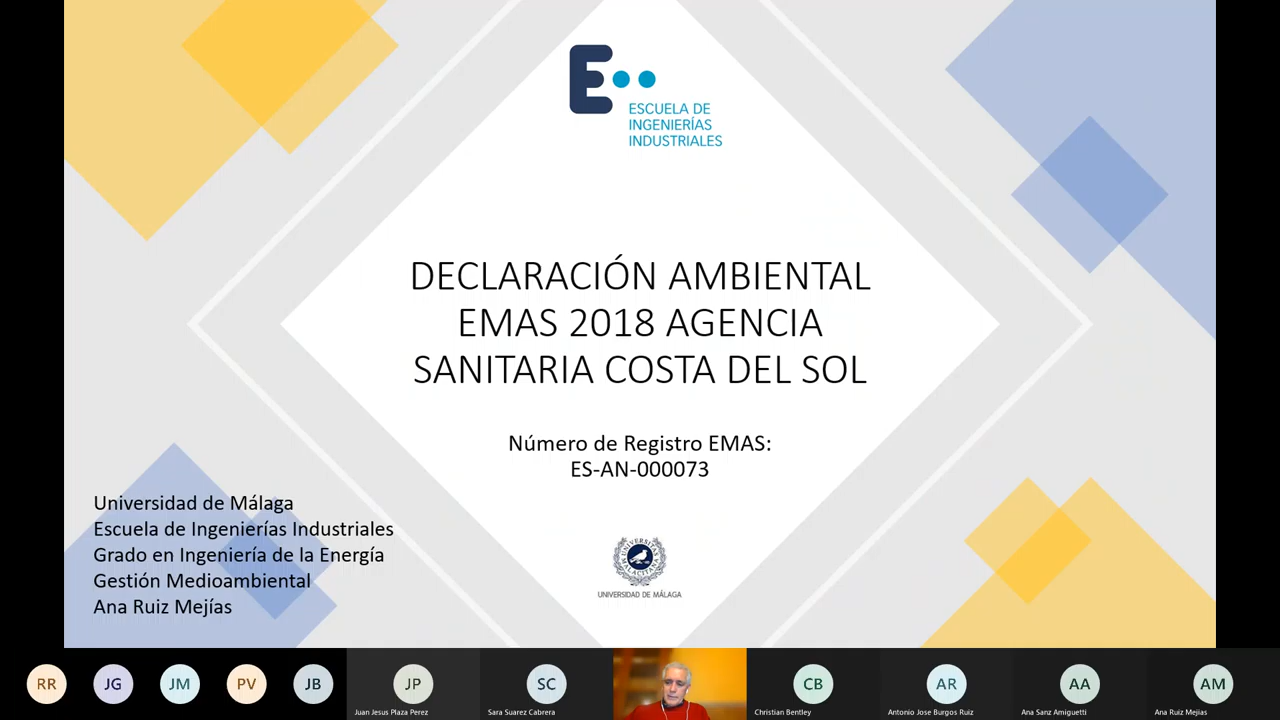 E
ESCUELA DE
INGENIERÍAS
INDUSTRIALES
DECLARACIÓN AMBIENTAL
EMAS 2018 AGENCIA
SANITARIA COSTA DEL SOL
Número de Registro EMAS:
ES-AN-000073
Universidad de Málaga
Escuela de Ingenierías Industriales
Grado en Ingeniería de la Energía
Gestión Medioambiental
Ana Ruiz Mejías
UNIVERSITAS
MALACITANA
UNIVERSIDAD DE MÁLAGA
RR
JG
JM
PV
JB
JP
Juan Jesus Plaza Perez
SC
Sara Suarez Cabrera
CB
Christian Bentley
AR
Antonio Jose Burgos Ruiz
AA
Ana Sanz Amiguetti
AM
Ana Ruiz Mejias